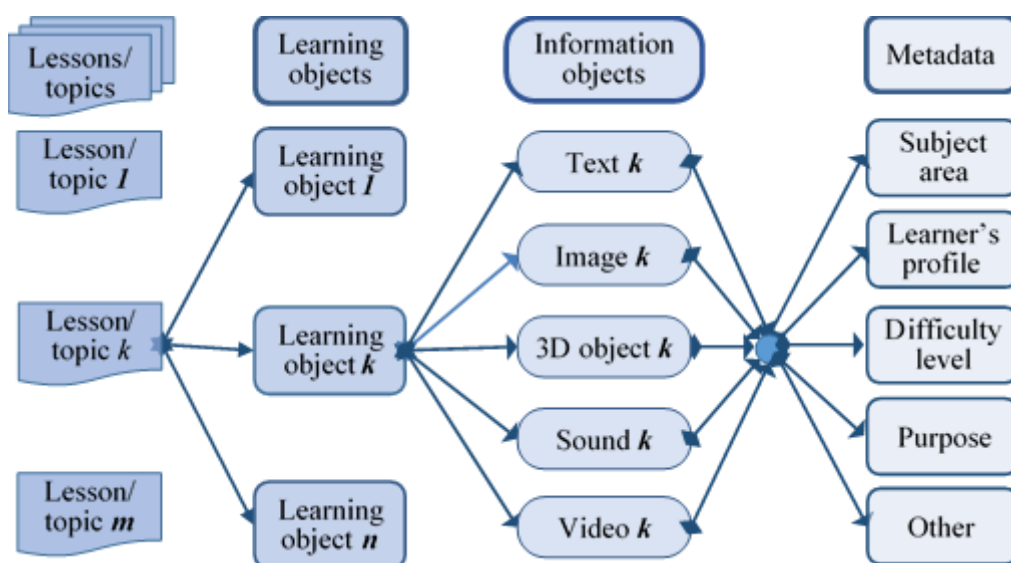 Lessons/
topics
Learning
objects
Information
objects
Metadata
Lesson/
topic 1
Learning
object 1
Text k
Subject
area
Image k
Learner's
profile
Lesson/
topic k
Learning
object k
3D object k
Difficulty
level
Sound k
Purpose
Lesson/
topic m
Learning
object n
Video k
Other